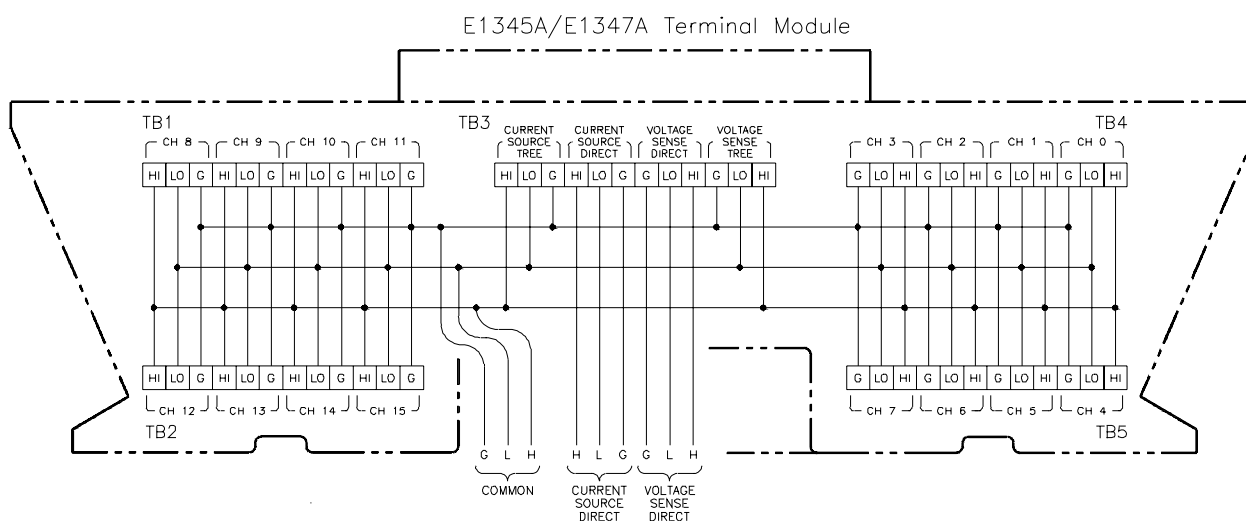 E1345A/E1347A Terminal Module
TB1 TB3 TB4
CH 8 CH 9 CH 10 CH 11 CURRENT SOURCE TREE CURRENT SOURCE DIRECT VOLTAGE SENSE DIRECT VOLTAGE SENSE TREE CH 3 CH 2 CH 1 CH 0
HI LO G HI LO G HI LO G HI LO G HI LO G HI LO G G LO HI G LO HI G LO HI G LO HI G LO HI G LO HI
HI LO G HI LO G HI LO G HI LO G G LO HI G LO HI G LO HI G LO HI
CH 12 CH 13 CH 14 CH 15 CH 7 CH 6 CH 5 CH 4
TB2 TB5
G L H H L G G L H
COMMON CURRENT SOURCE DIRECT VOLTAGE SENSE DIRECT